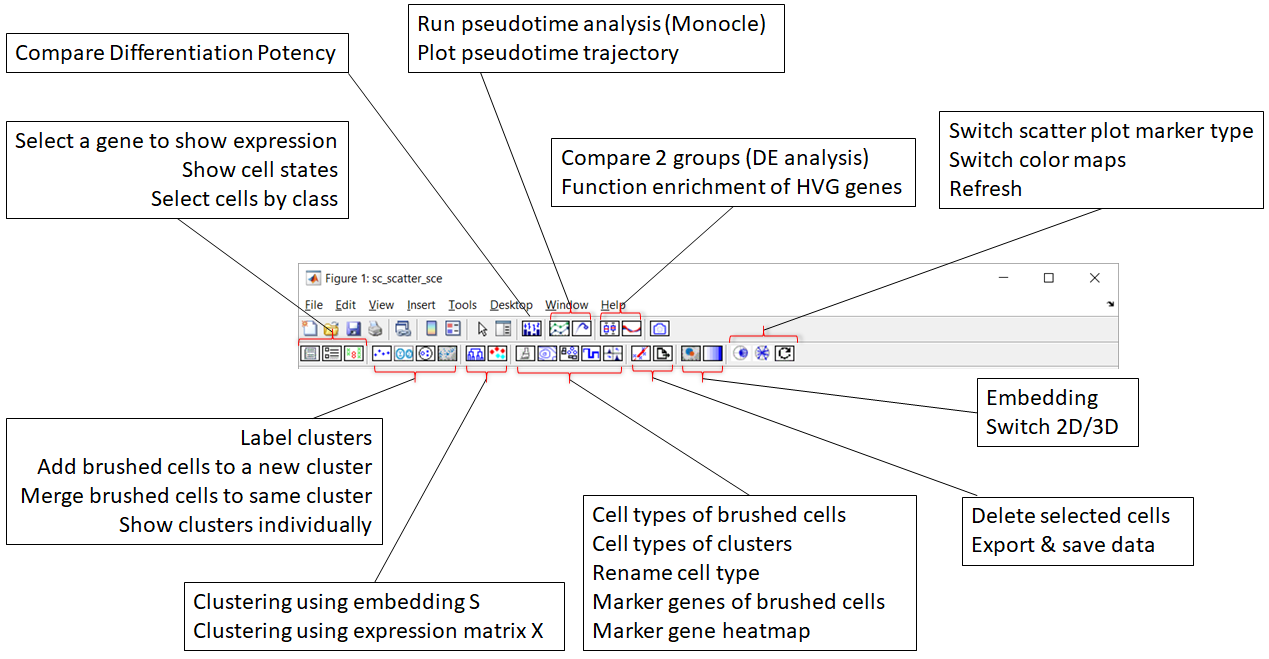 Run pseudotime analysis (Monocle)
Plot pseudotime trajectory
Compare Differentiation Potency
Select a gene to show expression
Show cell states
Select cells by class
Compare 2 groups (DE analysis)
Function enrichment of HVG genes
Switch scatter plot marker type
Switch color maps
Refresh
Figure 1: sc_scatter_sce
File Edit View Insert Tools Desktop Window Help
Label clusters
Add brushed cells to a new cluster
Merge brushed cells to same cluster
Show clusters individually
Embedding
Switch 2D/3D
Cell types of brushed cells
Cell types of clusters
Rename cell type
Marker genes of brushed cells
Marker gene heatmap
Delete selected cells
Export & save data
Clustering using embedding S
Clustering using expression matrix X